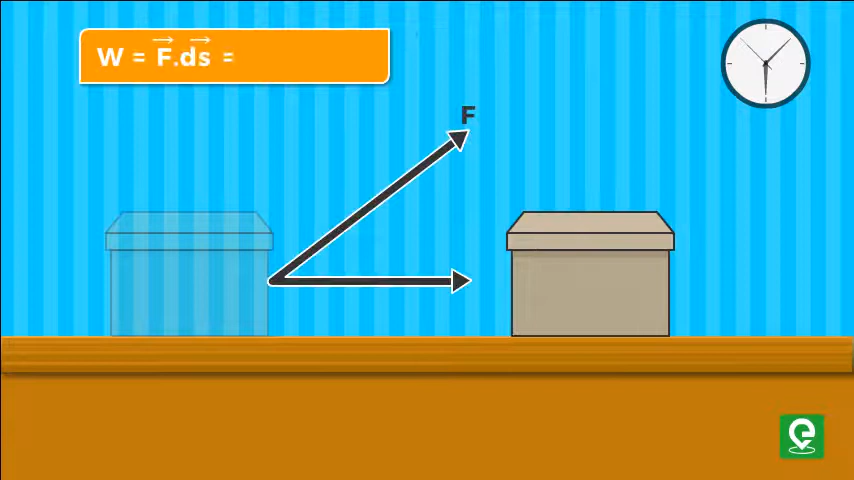 W = F⃗.ds⃗ =
F